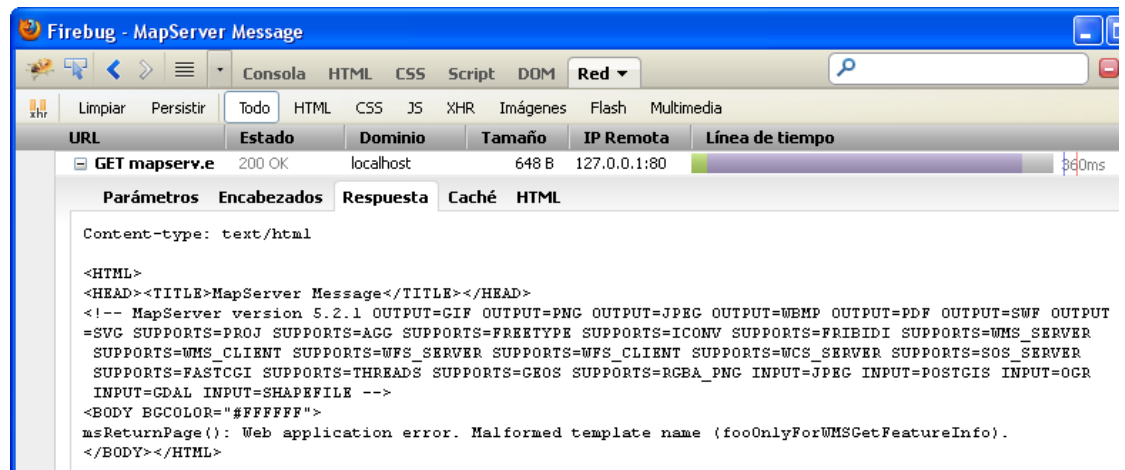 Firebug - MapServer Message
Consola HTML CSS Script DOM Red
xhr Limpiar Persistir Todo HTML CSS JS XHR Imágenes Flash Multimedia
URL Estado Dominio Tamaño IP Remota Línea de tiempo
GET mapserv.e 200 OK localhost 648 B 127.0.0.1:80 360ms
Parámetros Encabezados Respuesta Caché HTML
Content-type: text/html
<HTML>
<HEAD><TITLE>MapServer Message</TITLE></HEAD>
<!-- MapServer version 5.2.1 OUTPUT=GIF OUTPUT=PNG OUTPUT=JPEG OUTPUT=WBMP OUTPUT=PDF OUTPUT=SWF OUTPUT
=SVG SUPPORTS=PROJ SUPPORTS=AGG SUPPORTS=FREETYPE SUPPORTS=ICONV SUPPORTS=FRIBIDI SUPPORTS=WMS_SERVER
SUPPORTS=WMS_CLIENT SUPPORTS=WFS_SERVER SUPPORTS=WFS_CLIENT SUPPORTS=WCS_SERVER SUPPORTS=SOS_SERVER
SUPPORTS=FASTCGI SUPPORTS=THREADS SUPPORTS=GEOS SUPPORTS=RGBA_PNG INPUT=JPEG INPUT=POSTGIS INPUT=OGR
INPUT=GDAL INPUT=SHAPEFILE -->
<BODY BGCOLOR="#FFFFFF">
msReturnPage(): Web application error. Malformed template name (fooOnlyForWMSGetFeatureInfo).
</BODY></HTML>